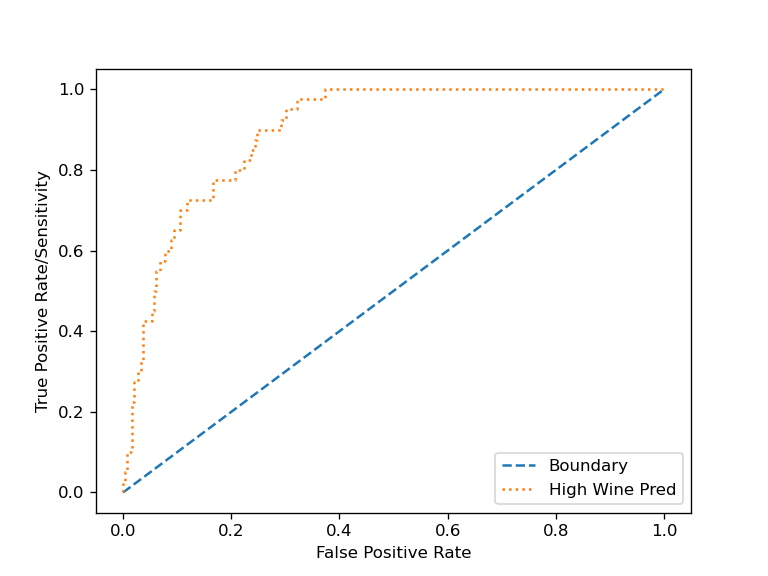 1.0
0.8
0.6
0.4
0.2
0.0
True Positive Rate/Sensitivity
Boundary
High Wine Pred
0.0 0.2 0.4 0.6 0.8 1.0
False Positive Rate